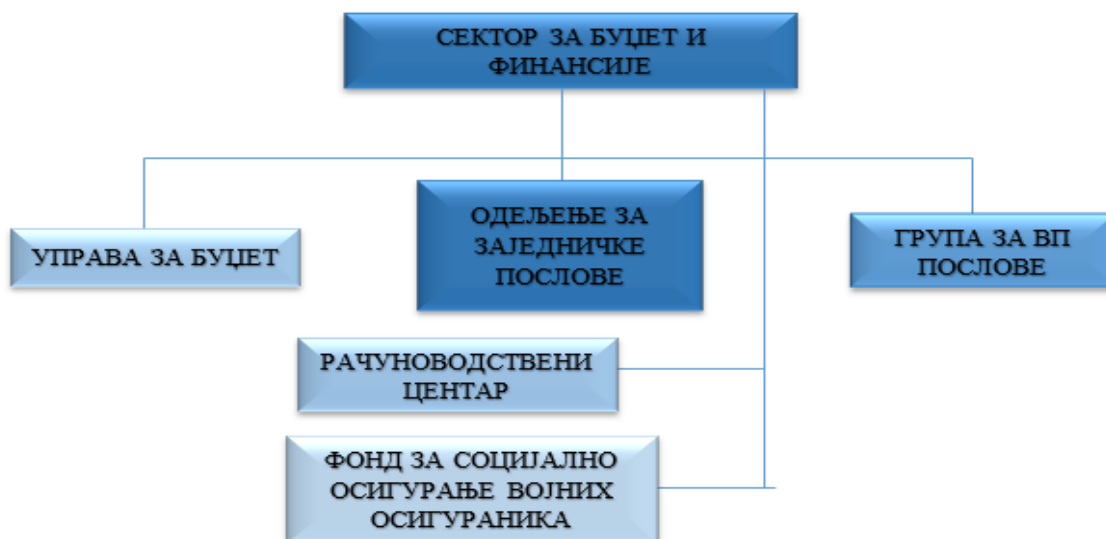 СЕКТОР ЗА БУЏЕТ И
ФИНАНСИЈЕ
УПРАВА ЗА БУЏЕТ
ОДЕЉЕЊЕ ЗА
ЗАЈЕДНИЧКЕ
ПОСЛОВЕ
ГРУПА ЗА ВП
ПОСЛОВЕ
РАЧУНОВОДСТВЕНИ
ЦЕНТАР
ФОНД ЗА СОЦИЈАЛНО
ОСИГУРАЊЕ ВОЈНИХ
ОСИГУРАНИКА